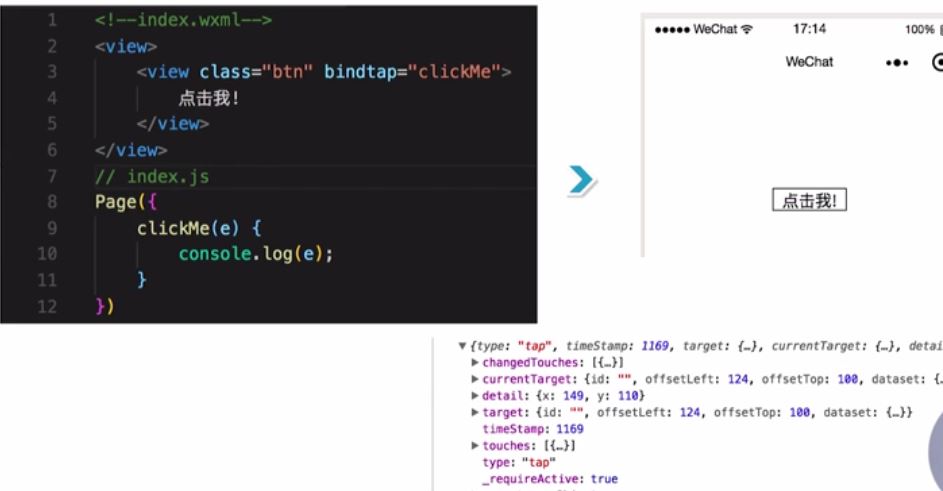 1 <!--index.wxml-->
2 <view>
3 <view class="btn" bindtap="clickMe">
4 点击我！
5 </view>
6 </view>
7 // index.js
8 Page({
9 clickMe(e) {
10 console.log(e);
11 }
12 })
WeChat 17:14 100%
WeChat
点击我!
▼{type: "tap", timeStamp: 1169, target: {…}, currentTarget: {…}, detai
▶changedTouches: [{…}]
▶currentTarget: {id: "", offsetLeft: 124, offsetTop: 100, dataset: {…
▶detail: {x: 149, y: 110}
▶target: {id: "", offsetLeft: 124, offsetTop: 100, dataset: {…}}
timeStamp: 1169
▶touches: [{…}]
type: "tap"
_requireActive: true